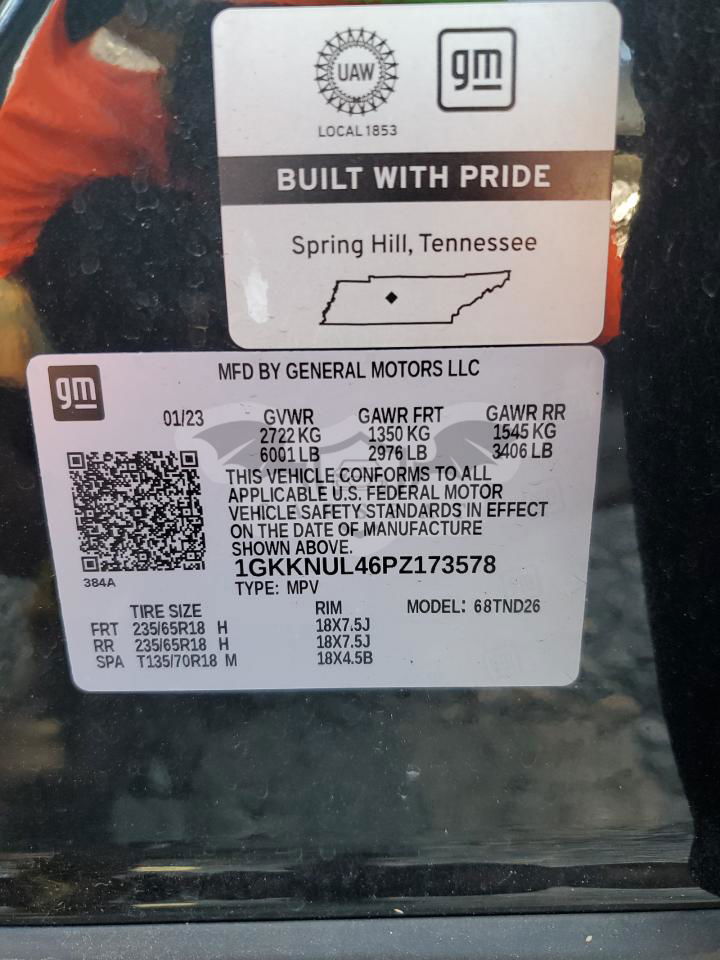 UAW
gm
LOCAL 1853
BUILT WITH PRIDE
Spring Hill, Tennessee
gm
MFD BY GENERAL MOTORS LLC
01/23 GVWR GAWR FRT GAWR RR
2722 KG 1350 KG 1545 KG
6001 LB 2976 LB 3406 LB
THIS VEHICLE CONFORMS TO ALL
APPLICABLE U.S. FEDERAL MOTOR
VEHICLE SAFETY STANDARDS IN EFFECT
ON THE DATE OF MANUFACTURE
SHOWN ABOVE.
1GKKNUL46PZ173578
384A
TYPE: MPV
TIRE SIZE RIM MODEL: 68TND26
FRT 235/65R18 H 18X7.5J
RR 235/65R18 H 18X7.5J
SPA T135/70R18 M 18X4.5B
gm